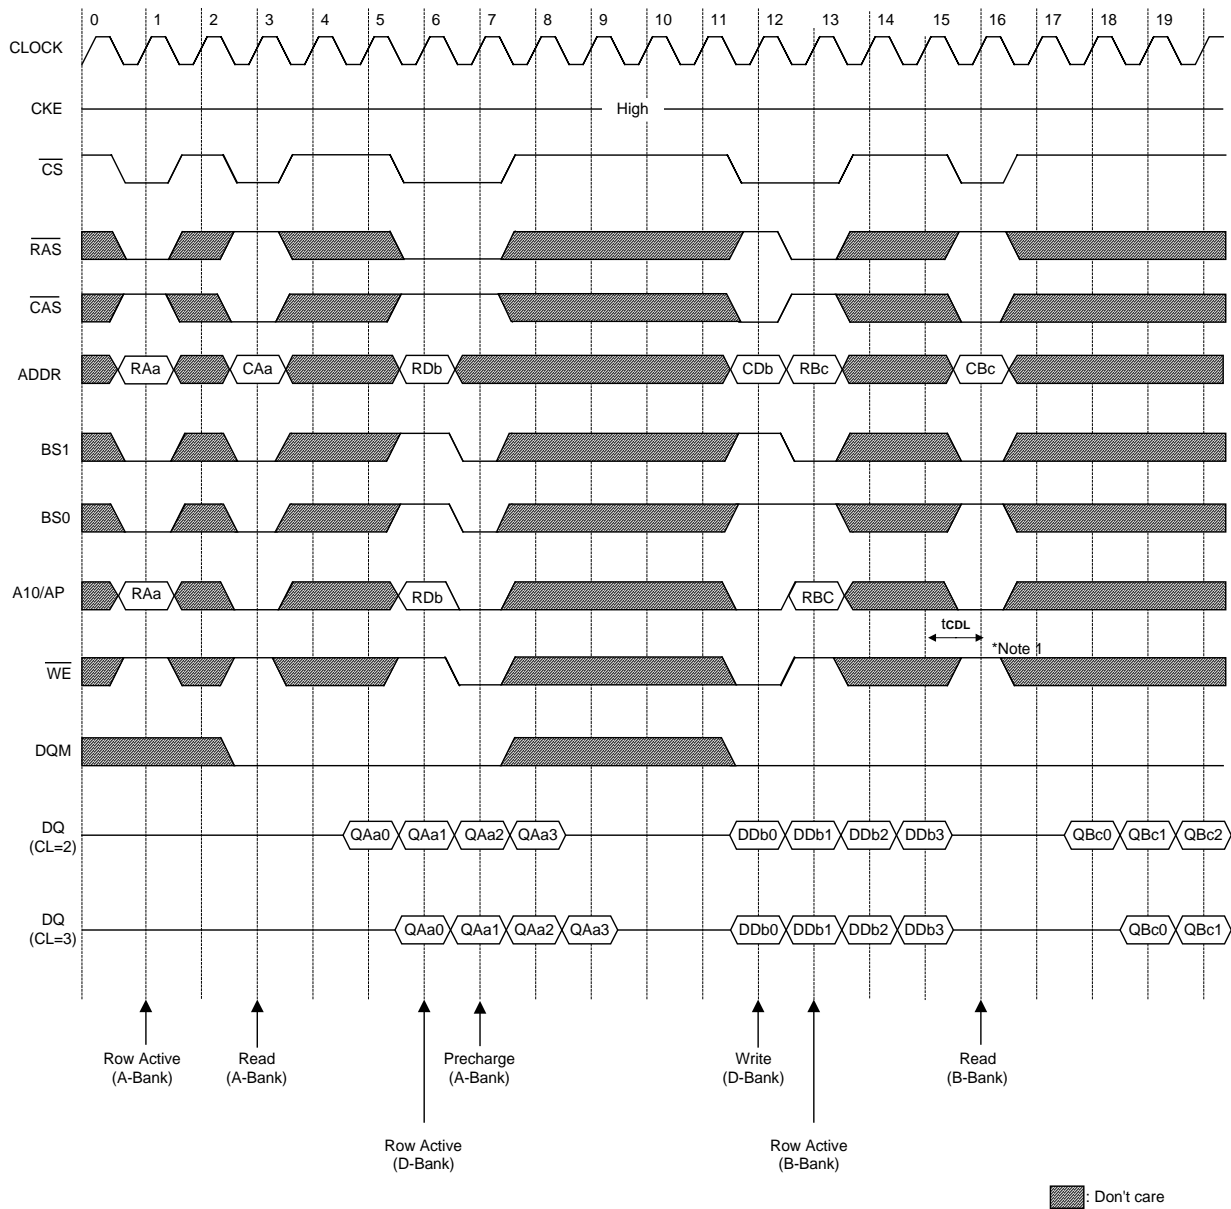 0 1 2 3 4 5 6 7 8 9 10 11 12 13 14 15 16 17 18 19
CLOCK
CKE High
CS
RAS
CAS
ADDR RAa CAa RDb CDb RBc CBc
BS1
BS0
A10/AP RAa RDb RBC
tCDL
*Note 1
WE
DQM
DQ
(CL=2) QAa0 QAa1 QAa2 QAa3 DDb0 DDb1 DDb2 DDb3 QBc0 QBc1 QBc2
DQ
(CL=3) QAa0 QAa1 QAa2 QAa3 DDb0 DDb1 DDb2 DDb3 QBc0 QBc1
Row Active
(A-Bank)
Read
(A-Bank)
Precharge
(A-Bank)
Write
(D-Bank)
Read
(B-Bank)
Row Active
(D-Bank)
Row Active
(B-Bank)
: Don't care